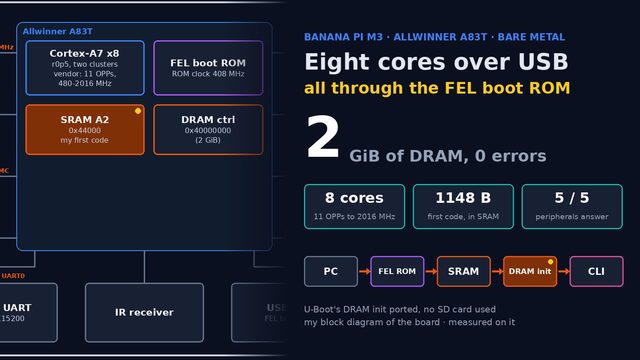 Allwinner A83T
MHz
Cortex-A7 x8
r0p5, two clusters
vendor: 11 OPPs,
480-2016 MHz
FEL boot ROM
ROM clock 408 MHz
SRAM A2
0x44000
my first code
DRAM ctrl
0x40000000
(2 GiB)
MC
UART0
UART
15200
IR receiver
USB
FEL
BANANA PI M3 · ALLWINNER A83T · BARE METAL
Eight cores over USB
all through the FEL boot ROM
2 GiB of DRAM, 0 errors
8 cores
11 OPPs to 2016 MHz
1148 B
first code, in SRAM
5 / 5
peripherals answer
PC
FEL ROM
SRAM
DRAM init
CLI
U-Boot's DRAM init ported, no SD card used
my block diagram of the board · measured on it